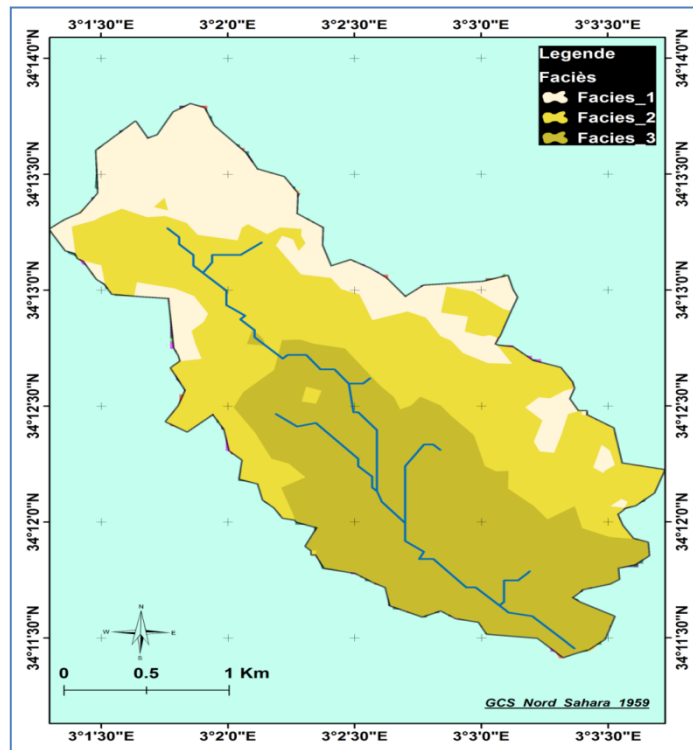 3°1'30"E 3°2'0"E 3°2'30"E 3°3'0"E 3°3'30"E
34°14'0"N 34°14'0"N
Legende
Faciès
Facies_1
Facies_2
Facies_3
34°13'30"N 34°13'30"N
34°13'0"N 34°13'0"N
34°12'30"N 34°12'30"N
34°12'0"N 34°12'0"N
34°11'30"N 34°11'30"N
N
W E
S
0 0.5 1 Km
GCS_Nord_Sahara_1959
3°1'30"E 3°2'0"E 3°2'30"E 3°3'0"E 3°3'30"E